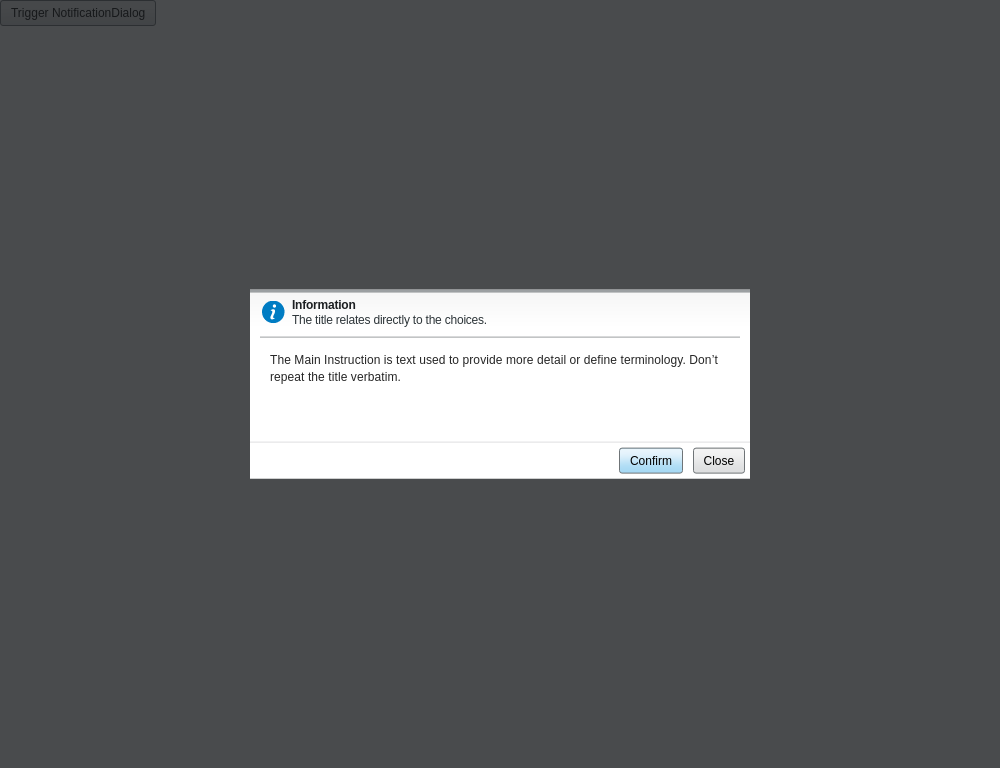 Trigger NotificationDialog
Information
The title relates directly to the choices.
The Main Instruction is text used to provide more detail or define terminology. Don’t
repeat the title verbatim.
Confirm Close